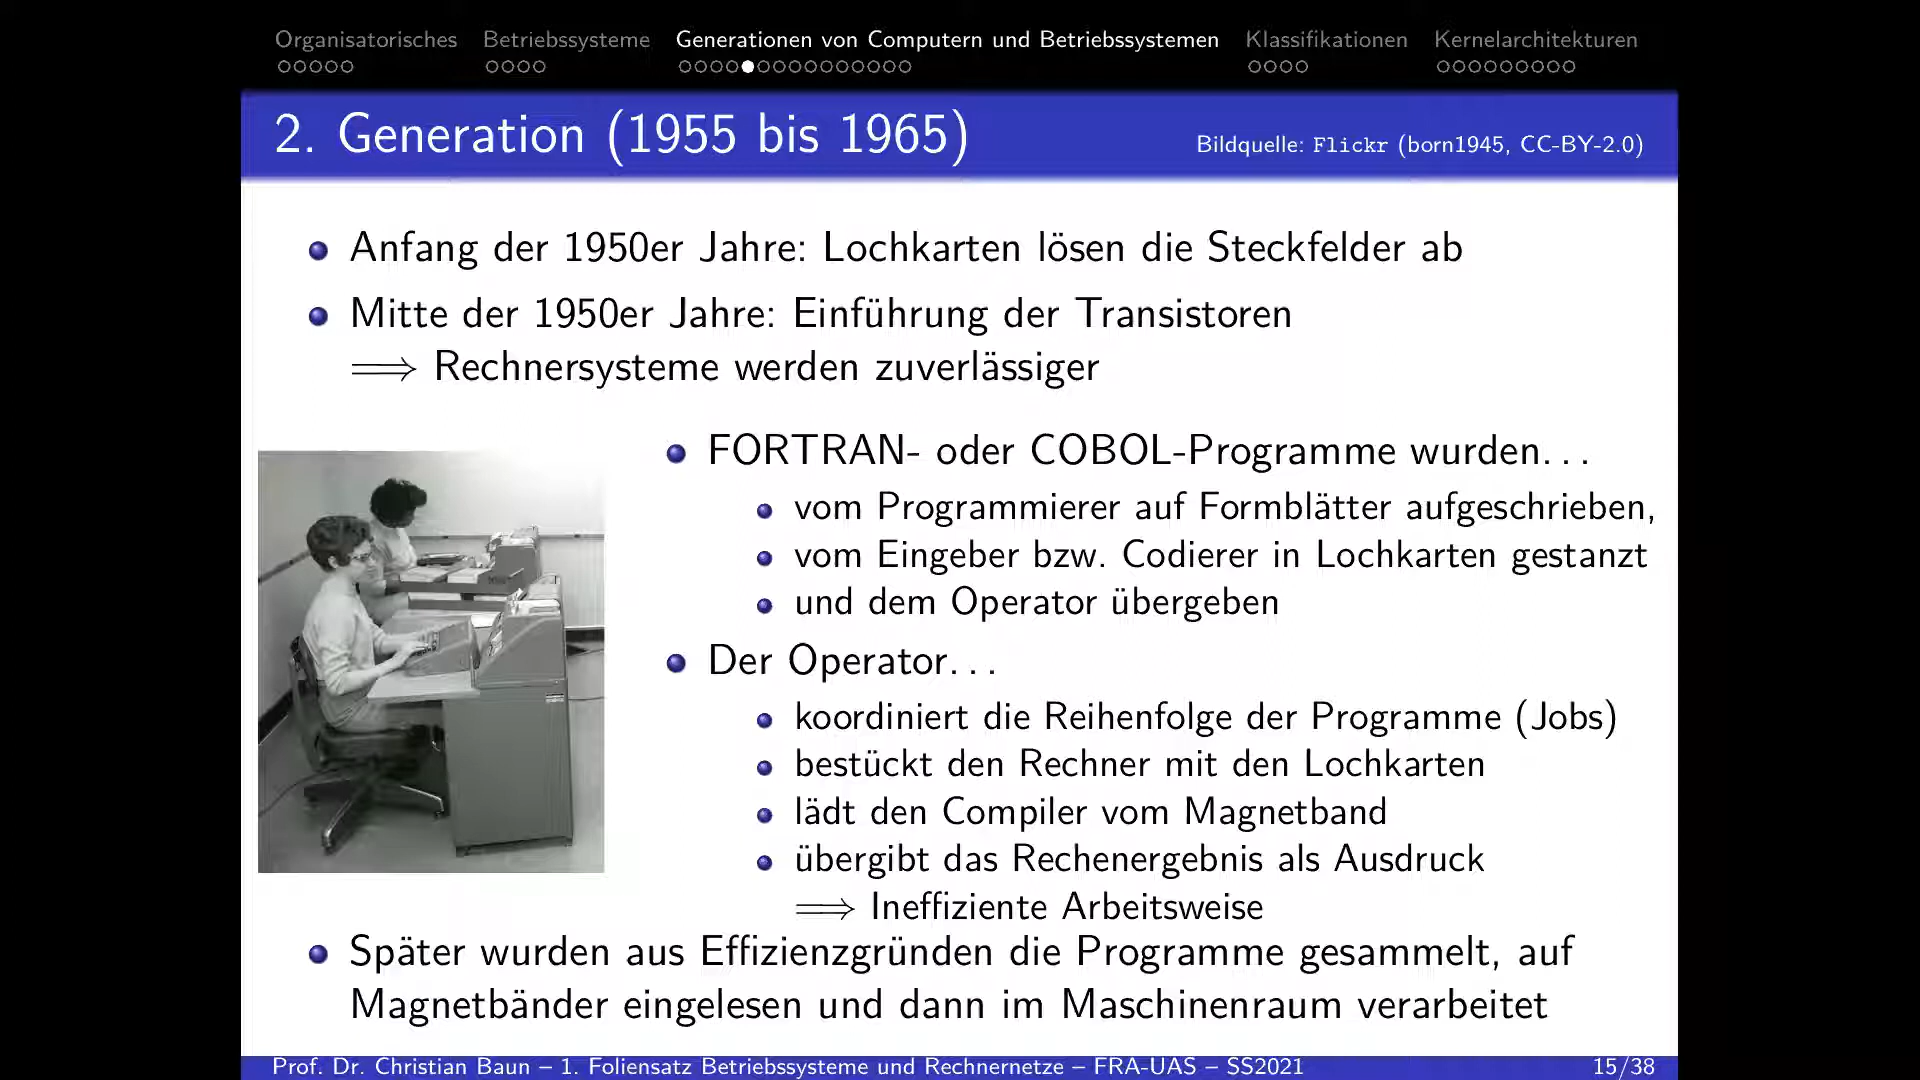 Organisatorisches Betriebssysteme Generationen von Computern und Betriebssystemen Klassifikationen Kernelarchitekturen
2. Generation (1955 bis 1965) Bildquelle: Flickr (born1945, CC-BY-2.0)
Anfang der 1950er Jahre: Lochkarten lösen die Steckfelder ab
Mitte der 1950er Jahre: Einführung der Transistoren
⟹ Rechnersysteme werden zuverlässiger
FORTRAN- oder COBOL-Programme wurden...
vom Programmierer auf Formblätter aufgeschrieben,
vom Eingeber bzw. Codierer in Lochkarten gestanzt
und dem Operator übergeben
Der Operator...
koordiniert die Reihenfolge der Programme (Jobs)
bestückt den Rechner mit den Lochkarten
lädt den Compiler vom Magnetband
übergibt das Rechenergebnis als Ausdruck
⟹ Ineffiziente Arbeitsweise
Später wurden aus Effizienzgründen die Programme gesammelt, auf
Magnetbänder eingelesen und dann im Maschinenraum verarbeitet
Prof. Dr. Christian Baun – 1. Foliensatz Betriebssysteme und Rechnernetze – FRA-UAS – SS2021 15/38